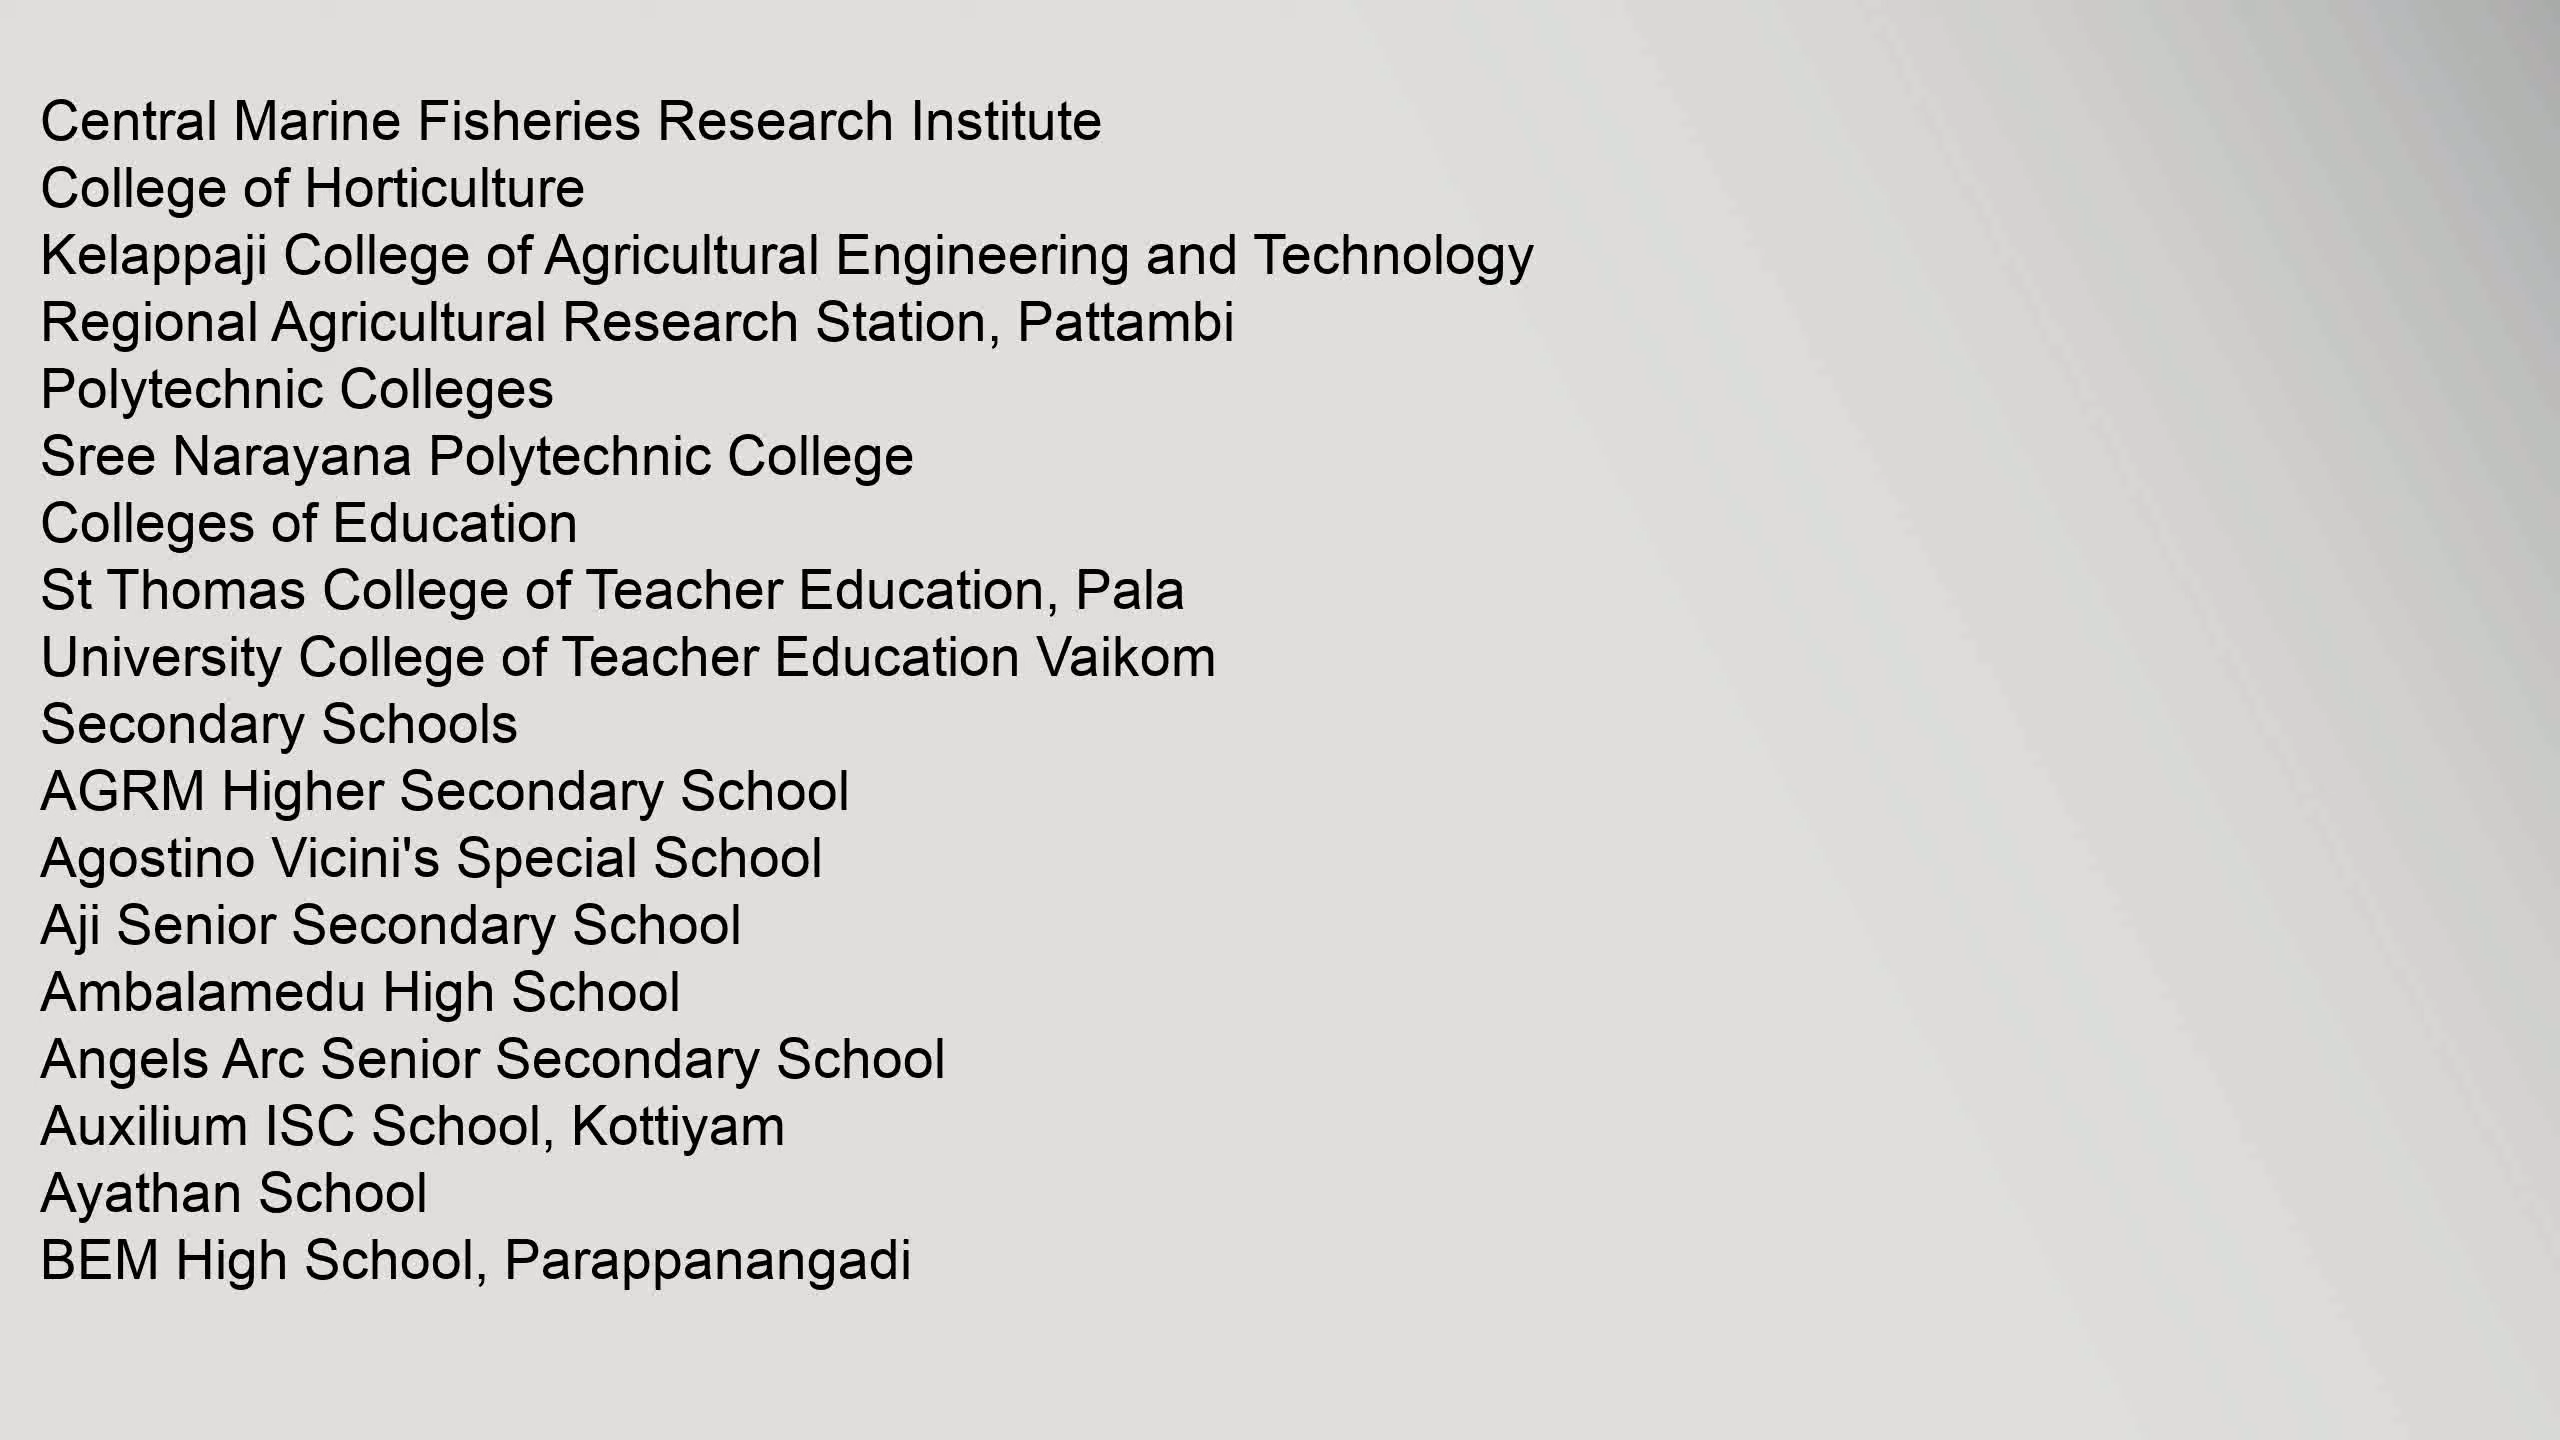 Central Marine Fisheries Research Institute
College of Horticulture
Kelappaji College of Agricultural Engineering and Technology
Regional Agricultural Research Station, Pattambi
Polytechnic Colleges
Sree Narayana Polytechnic College
Colleges of Education
St Thomas College of Teacher Education, Pala
University College of Teacher Education Vaikom
Secondary Schools
AGRM Higher Secondary School
Agostino Vicini's Special School
Aji Senior Secondary School
Ambalamedu High School
Angels Arc Senior Secondary School
Auxilium ISC School, Kottiyam
Ayathan School
BEM High School, Parappanangadi